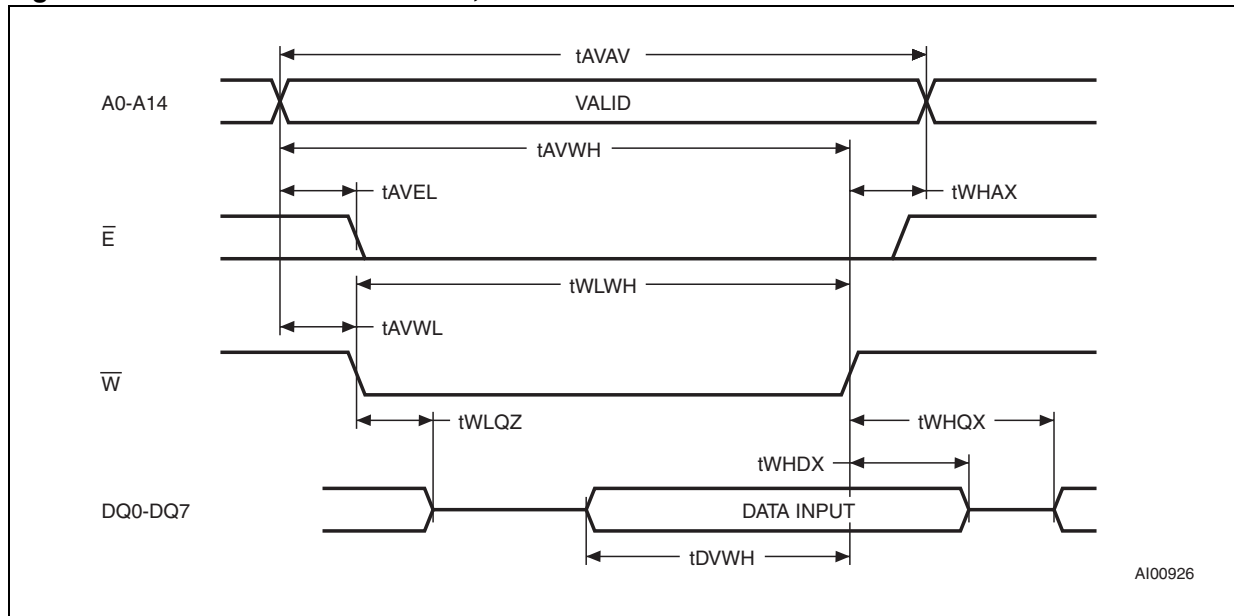 tAVAV
A0-A14
VALID
tAVWH
tAVEL
tWHAX
E
tWLWH
tAVWL
W
tWLQZ
tWHQX
tWHDX
DQ0-DQ7
DATA INPUT
tDVWH
AI00926